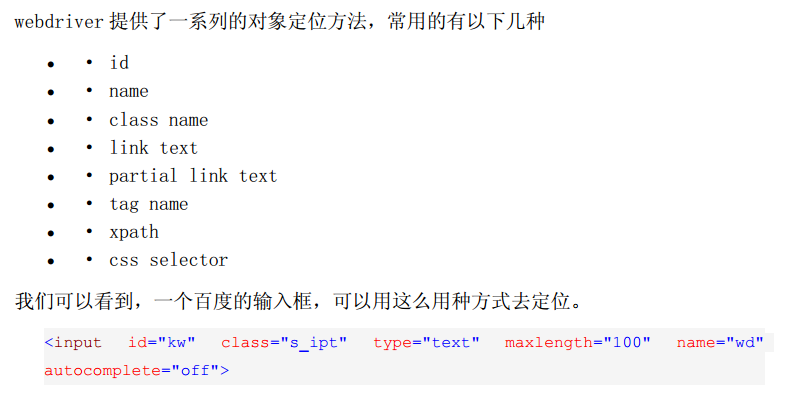 webdriver 提供了一系列的对象定位方法，常用的有以下几种
• • id
• • name
• • class name
• • link text
• • partial link text
• • tag name
• • xpath
• • css selector
我们可以看到，一个百度的输入框，可以用这么用种方式去定位。
<input id="kw" class="s_ipt" type="text" maxlength="100" name="wd"
autocomplete="off">